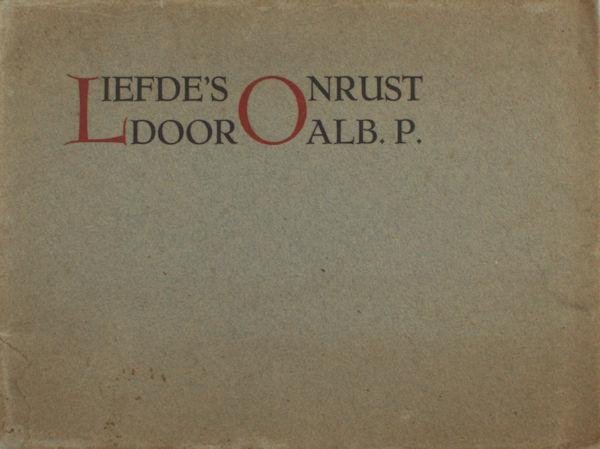 LIEFDE'S ONRUST
DOOR ALB. P.